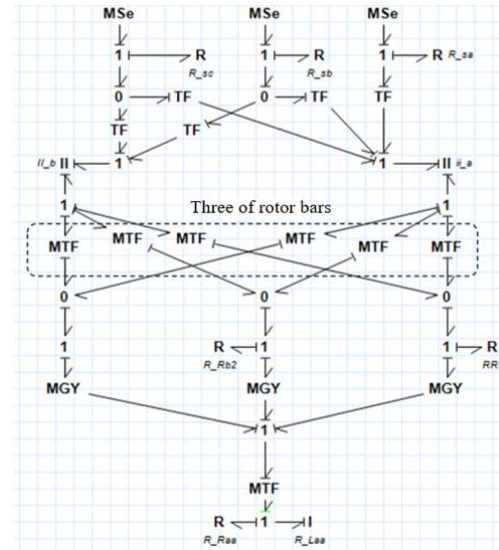 MSe MSe MSe
1 R 1 R 1 R R_sa
R_sc R_sb
0 TF 0 TF TF
TF TF
II_b II 1 1 II ii_a
1 1
Three of rotor bars
MTF MTF MTF MTF MTF MTF
0 0 0
1 R 1 1 R
R_Rb2
MGY MGY MGY
1
MTF
R 1 I
R_Raa R_Laa